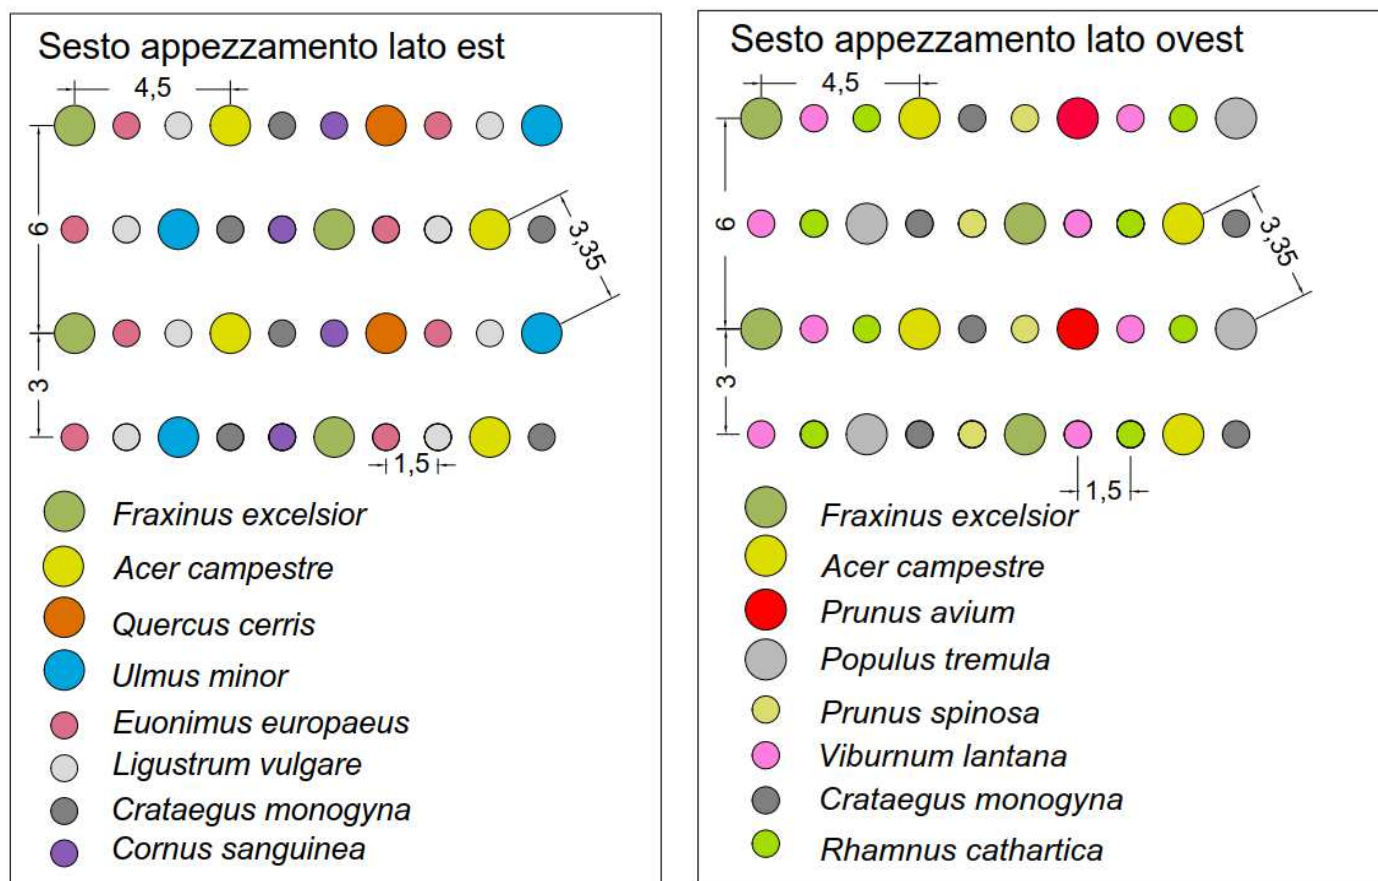 Sesto appezzamento lato est
4,5
6
3,35
3
1,5
Fraxinus excelsior
Acer campestre
Quercus cerris
Ulmus minor
Euonimus europaeus
Ligustrum vulgare
Crataegus monogyna
Cornus sanguinea
Sesto appezzamento lato ovest
4,5
6
3,35
3
1,5
Fraxinus excelsior
Acer campestre
Prunus avium
Populus tremula
Prunus spinosa
Viburnum lantana
Crataegus monogyna
Rhamnus cathartica